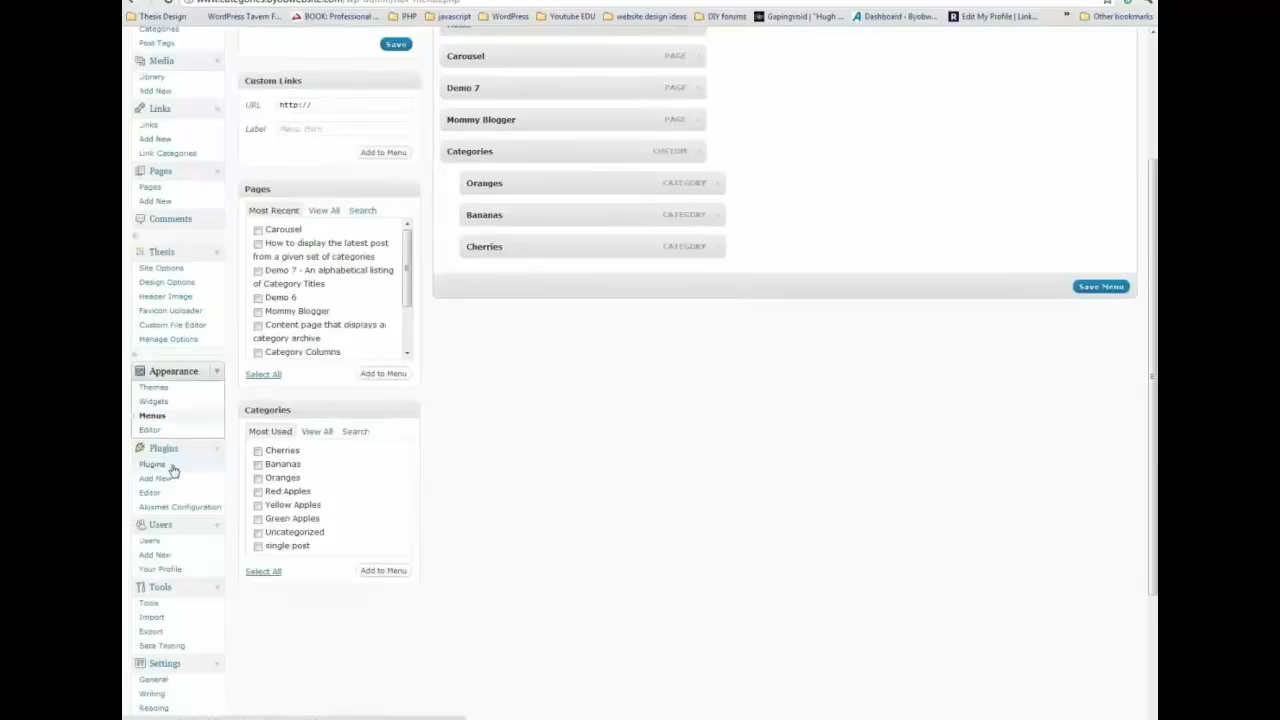 Thesis Design
WordPress Tavern F...
BOOK: Professional ...
PHP
javascript
WordPress
Youtube EDU
website design ideas
DIY forums
Gapingvoid | "Hugh ...
Dashboard - Byobw...
Edit My Profile | Link...
»
Other bookmarks
Categories
Post Tags
Media
Library
Add New
Links
Links
Add New
Link Categories
Pages
Pages
Add New
Comments
Thesis
Site Options
Design Options
Header Image
Favicon Uploader
Custom File Editor
Manage Options
Appearance
Themes
Widgets
Menus
Editor
Plugins
Plugins
Add New
Editor
Akismet Configuration
Users
Users
Add New
Your Profile
Tools
Tools
Import
Export
Settings
General
Writing
Reading
Save
Custom Links
URL http://
Label Menu Item
Add to Menu
Pages
Most Recent View All Search
Carousel
How to display the latest post
from a given set of categories
Demo 7 - An alphabetical listing
of Category Titles
Demo 6
Mommy Blogger
Content page that displays a
category archive
Category Columns
Select All Add to Menu
Categories
Most Used View All Search
Cherries
Bananas
Oranges
Red Apples
Yellow Apples
Green Apples
Uncategorized
single post
Select All Add to Menu
Carousel PAGE
Demo 7 PAGE
Mommy Blogger PAGE
Categories CUSTOM
Oranges CATEGORY
Bananas CATEGORY
Cherries CATEGORY
Save Menu